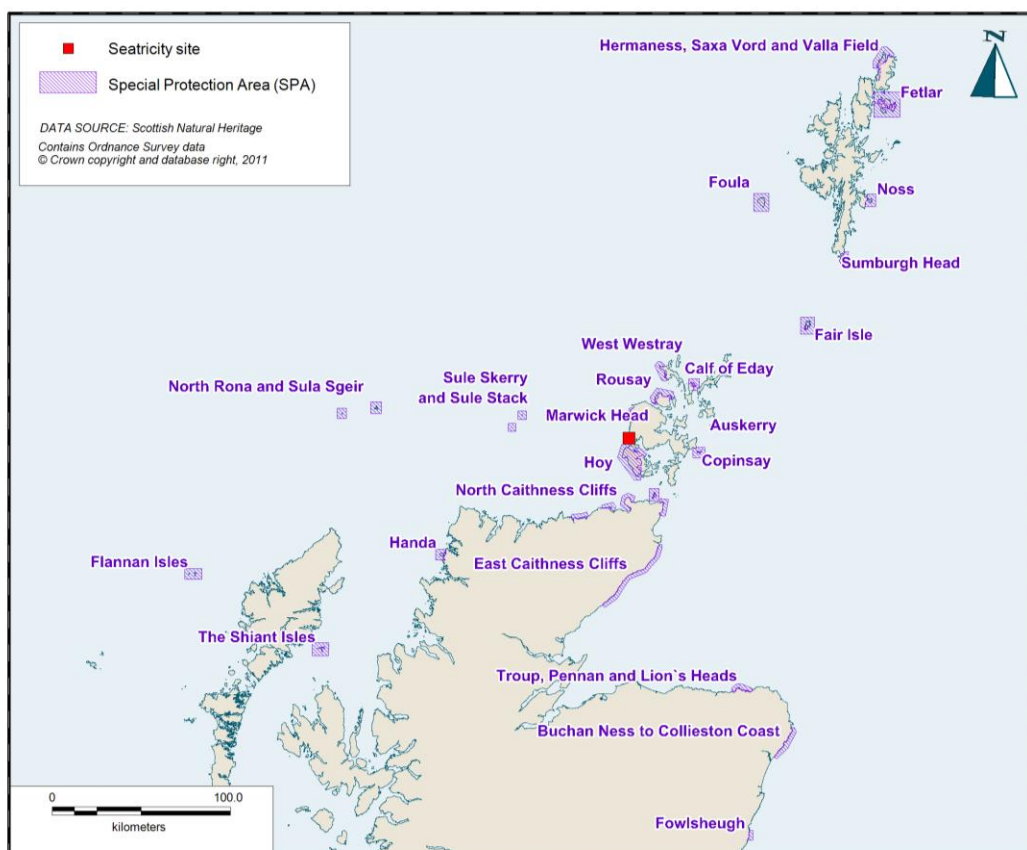 Seatricity site
Special Protection Area (SPA)
DATA SOURCE: Scottish Natural Heritage
Contains Ordnance Survey data
© Crown copyright and database right, 2011
N
Hermaness, Saxa Vord and Valla Field
Fetlar
Foula
Noss
Sumburgh Head
Fair Isle
West Westray
Calf of Eday
North Rona and Sula Sgeir
Sule Skerry
and Sule Stack
Rousay
Marwick Head
Auskerry
Hoy
Copinsay
North Caithness Cliffs
Handa
Flannan Isles
East Caithness Cliffs
The Shiant Isles
Troup, Pennan and Lion`s Heads
Buchan Ness to Collieston Coast
0 100.0
kilometers
Fowlsheugh